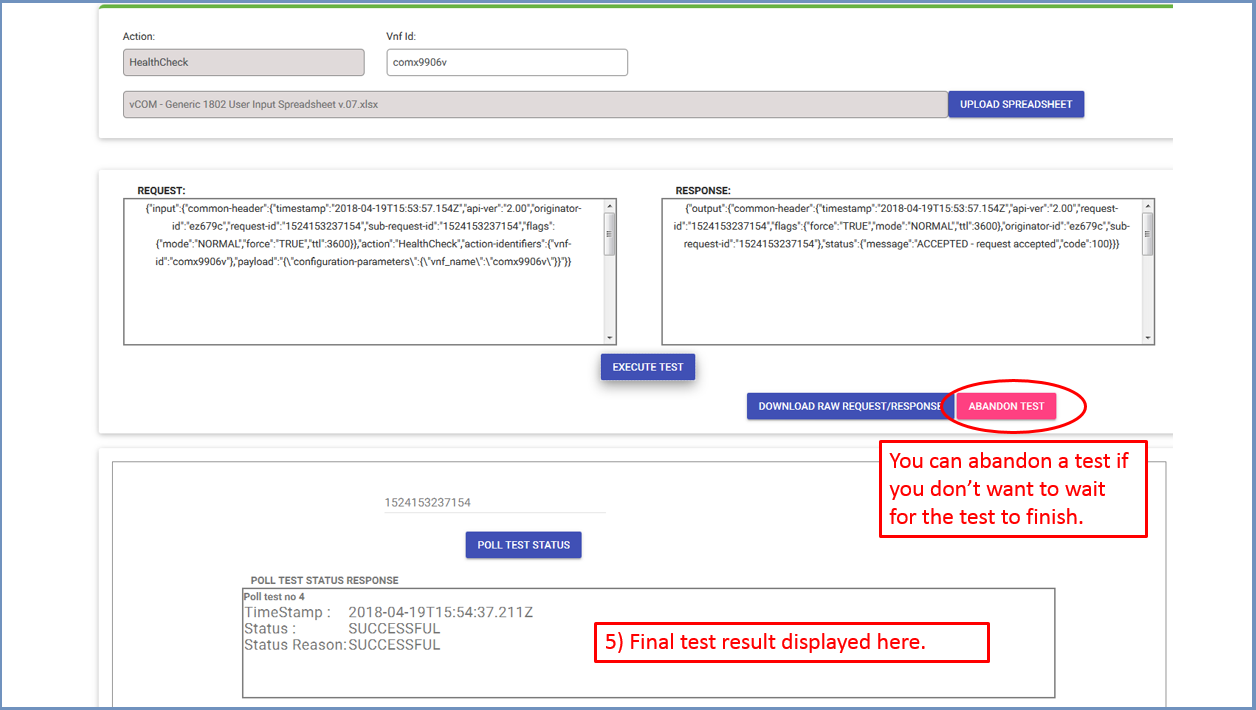 Action:
Vnf Id:
HealthCheck
comx9906v
vCOM - Generic 1802 User Input Spreadsheet v.07.xlsx
UPLOAD SPREADSHEET
REQUEST:
{"input":{"common-header":{"timestamp":"2018-04-19T15:53:57.154Z","api-ver":"2.00","originator-
id":"ez679c","request-id":"1524153237154","sub-request-id":"1524153237154","flags":
{"mode":"NORMAL","force":"TRUE","ttl":3600}},"action":"HealthCheck","action-identifiers":{"vnf-
id":"comx9906v"},"payload":"{\"configuration-parameters\":{\"vnf_name\":\"comx9906v\"}}"}}
RESPONSE:
{"output":{"common-header":{"timestamp":"2018-04-19T15:53:57.154Z","api-ver":"2.00","request-
id":"1524153237154","flags":{"force":"TRUE","mode":"NORMAL","ttl":3600},"originator-id":"ez679c","sub-
request-id":"1524153237154"},"status":{"message":"ACCEPTED - request accepted","code":100}}}
EXECUTE TEST
DOWNLOAD RAW REQUEST/RESPONSE
ABANDON TEST
You can abandon a test if
you don’t want to wait
for the test to finish.
1524153237154
POLL TEST STATUS
POLL TEST STATUS RESPONSE
Poll test no 4
TimeStamp : 2018-04-19T15:54:37.211Z
Status : SUCCESSFUL
Status Reason: SUCCESSFUL
5) Final test result displayed here.